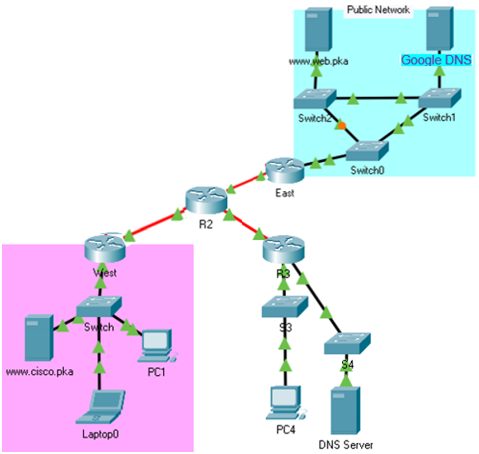 Public Network
www.web.pka
Google DNS
Switch2
Switch1
Switch0
East
R2
West
R3
Switch
S3
www.cisco.pka
PC1
S4
Laptop0
PC4
DNS Server